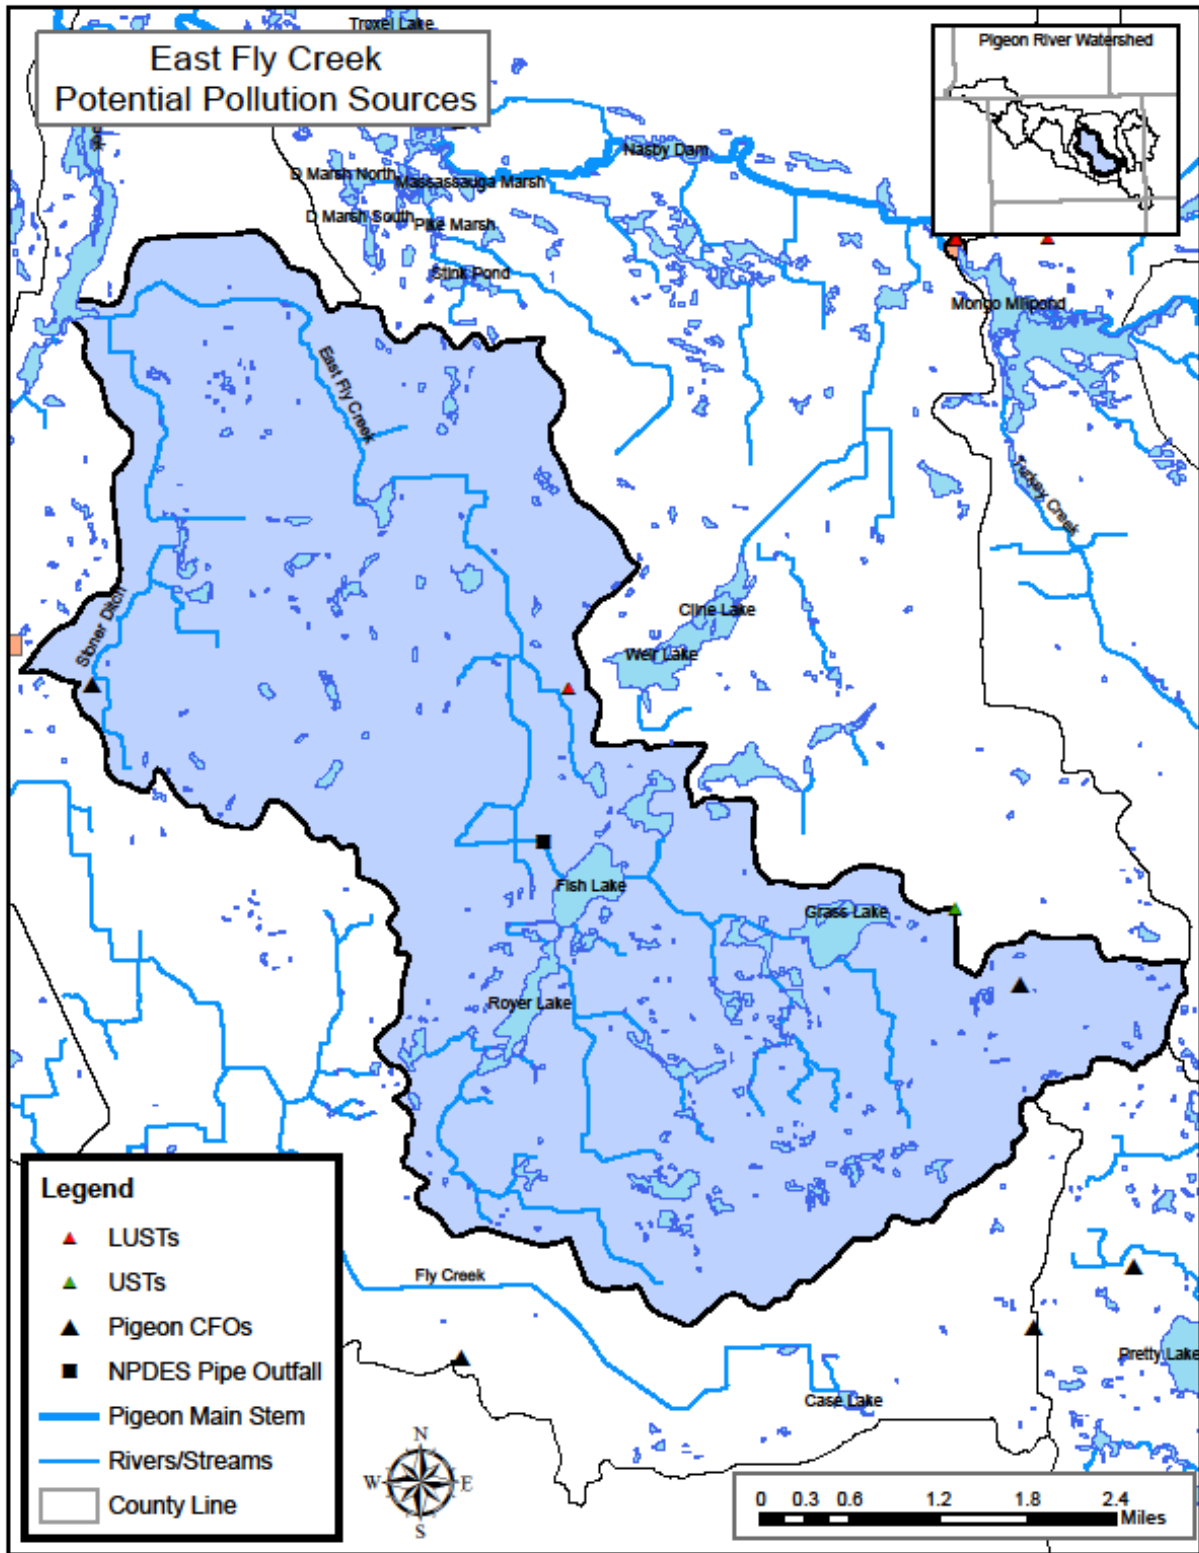 Troxel Lake
East Fly Creek
Potential Pollution Sources
Pigeon River Watershed
Nasby Dam
D Marsh North
Massassauga Marsh
D Marsh South
Pike Marsh
Stink Pond
Mongo Millpond
East Fly Creek
Turkey Creek
Stoner Ditch
Cline Lake
Weir Lake
Fish Lake
Grass Lake
Royer Lake
Fly Creek
Pretty Lake
Case Lake
Legend
LUSTs
USTs
Pigeon CFOs
NPDES Pipe Outfall
Pigeon Main Stem
Rivers/Streams
County Line
N
W E
S
0 0.3 0.6 1.2 1.8 2.4
Miles